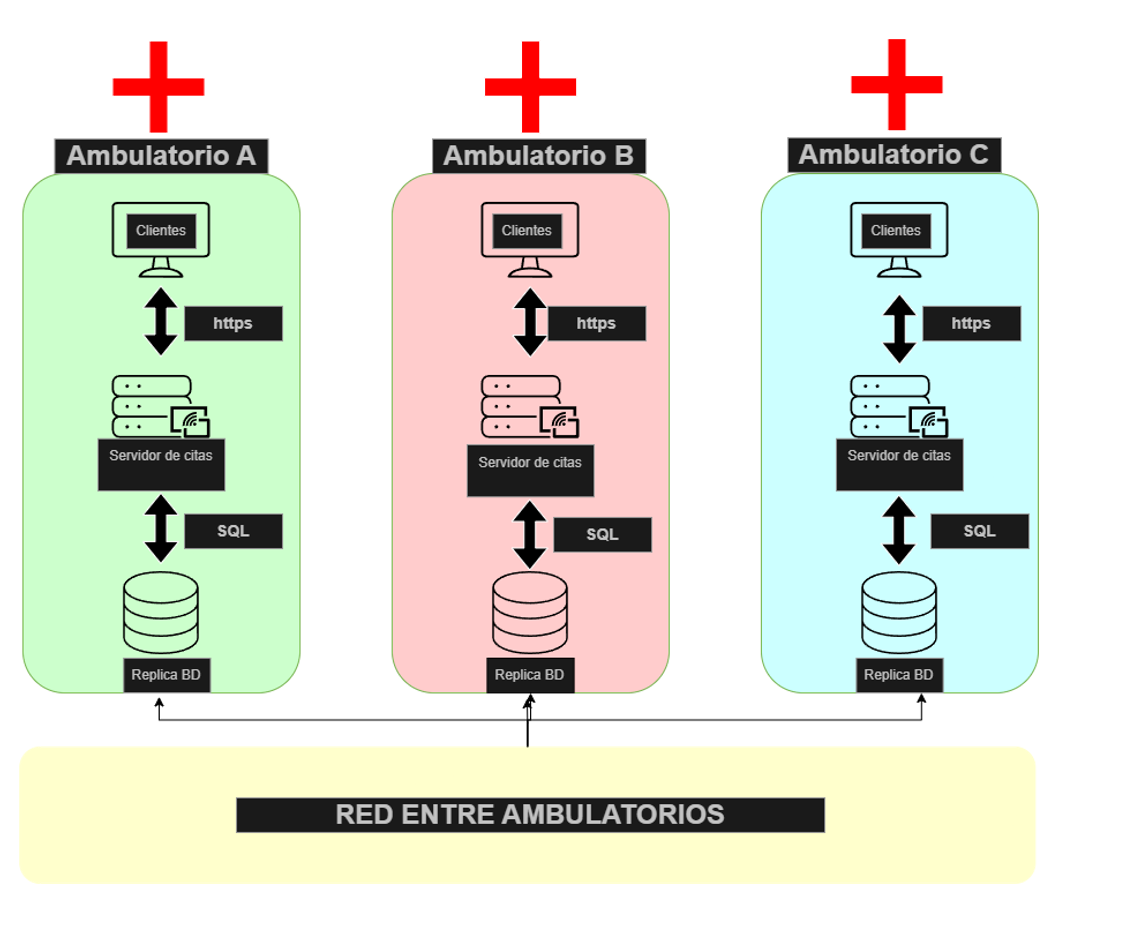 Ambulatorio A
Ambulatorio B
Ambulatorio C
Clientes
Clientes
Clientes
https
https
https
Servidor de citas
Servidor de citas
Servidor de citas
SQL
SQL
SQL
Replica BD
Replica BD
Replica BD
RED ENTRE AMBULATORIOS